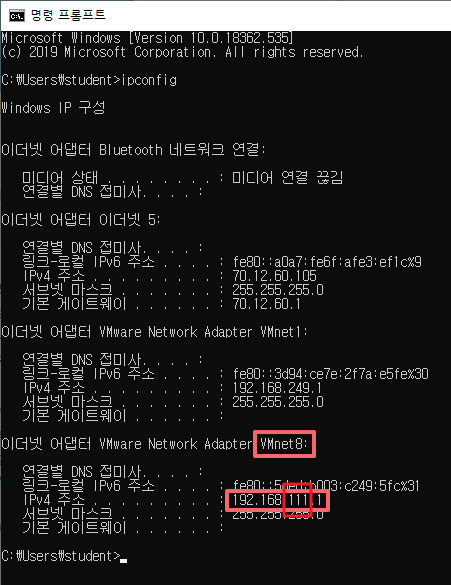 명령 프롬프트
Microsoft Windows [Version 10.0.18362.535]
(c) 2019 Microsoft Corporation. All rights reserved.
C:\Users\student>ipconfig
Windows IP 구성
이더넷 어댑터 Bluetooth 네트워크 연결:
미디어 상태 . . . . . . . . : 미디어 연결 끊김
연결별 DNS 접미사. . . . :
이더넷 어댑터 이더넷 5:
연결별 DNS 접미사. . . . :
링크-로컬 IPv6 주소 . . . . : fe80::a0a7:fe6f:afe3:ef1c%9
IPv4 주소 . . . . . . . . . : 70.12.60.105
서브넷 마스크 . . . . . . . : 255.255.255.0
기본 게이트웨이 . . . . . . : 70.12.60.1
이더넷 어댑터 VMware Network Adapter VMnet1:
연결별 DNS 접미사. . . . :
링크-로컬 IPv6 주소 . . . . : fe80::3d94:ce7e:2f7a:e5fe%30
IPv4 주소 . . . . . . . . . : 192.168.249.1
서브넷 마스크 . . . . . . . : 255.255.255.0
기본 게이트웨이 . . . . . . :
이더넷 어댑터 VMware Network Adapter VMnet8:
연결별 DNS 접미사. . . . :
링크-로컬 IPv6 주소 . . . . :
IPv4 주소 . . . . . . . . . : 192.168.111.1
서브넷 마스크 . . . . . . . : 255.255.255.0
기본 게이트웨이 . . . . . . :
C:\Users\student>